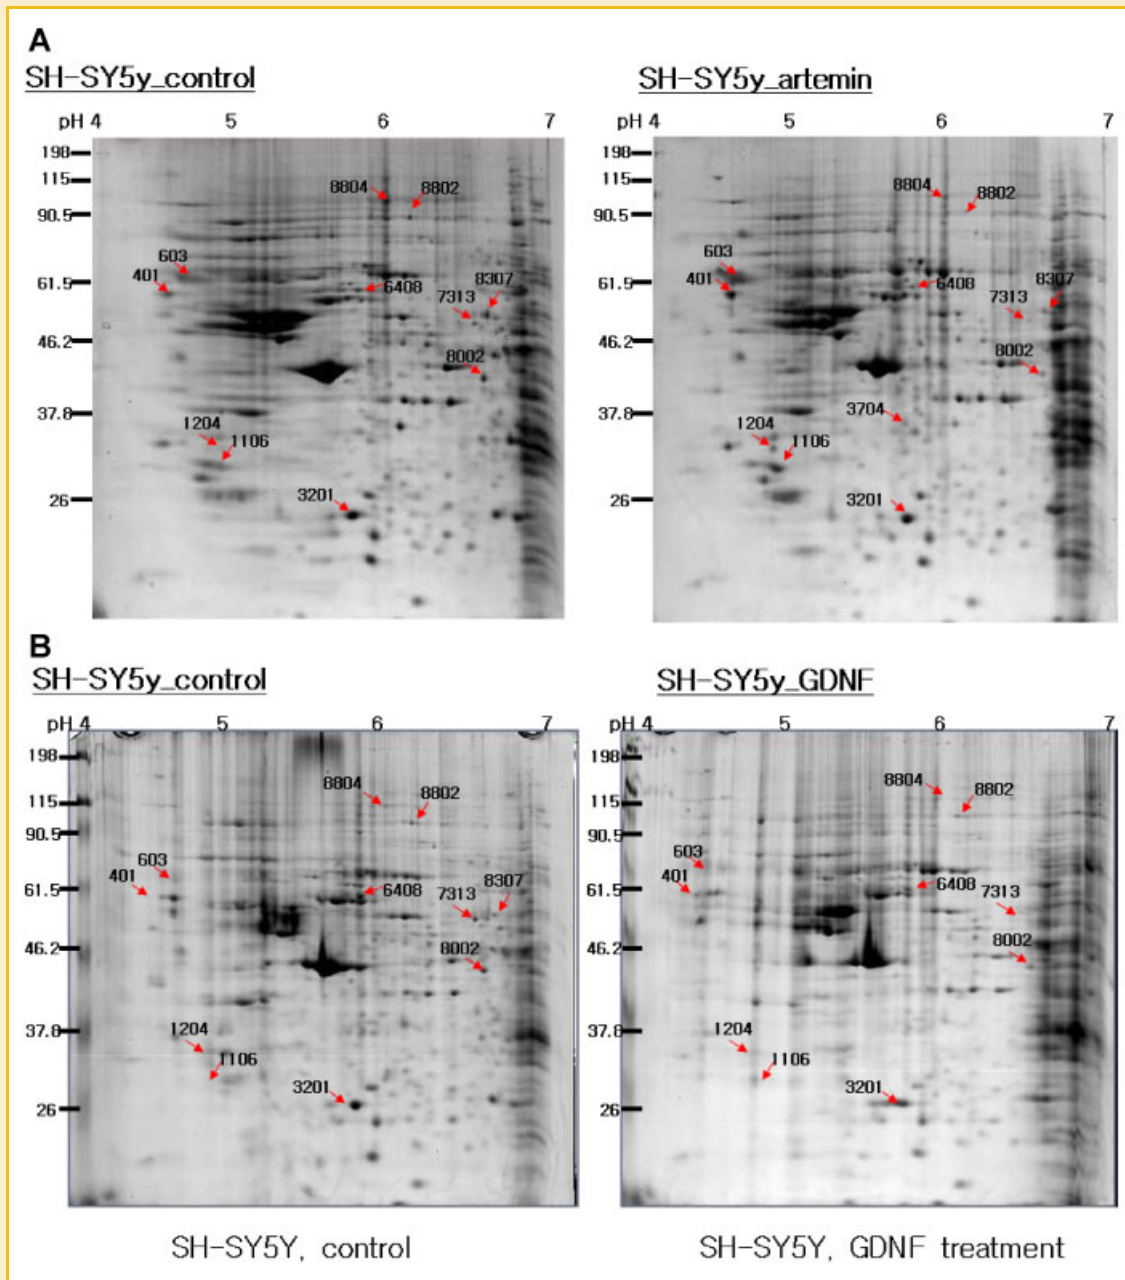 A
SH-SY5y_control SH-SY5y_artemin
pH 4 5 6 7 pH 4 5 6 7
198 198
115 8804 8802 115 8804 8802
90.5 90.5
603 603
401 61.5 6408 8307 401 61.5 6408 8307
7313 7313
46.2 8002 46.2 8002
37.8 37.8 3704
1204 1106 1204 1106
26 3201 26 3201
B
SH-SY5y_control SH-SY5y_GDNF
pH 4 5 6 7 pH 4 5 6 7
198 198
8804 8802 8804 8802
115 115
90.5 90.5
603 603
401 61.5 6408 7313 8307 401 61.5 6408 7313
46.2 8002 46.2 8002
37.8 37.8
1204 1106 1204 1106
26 3201 26 3201
SH-SY5Y, control SH-SY5Y, GDNF treatment